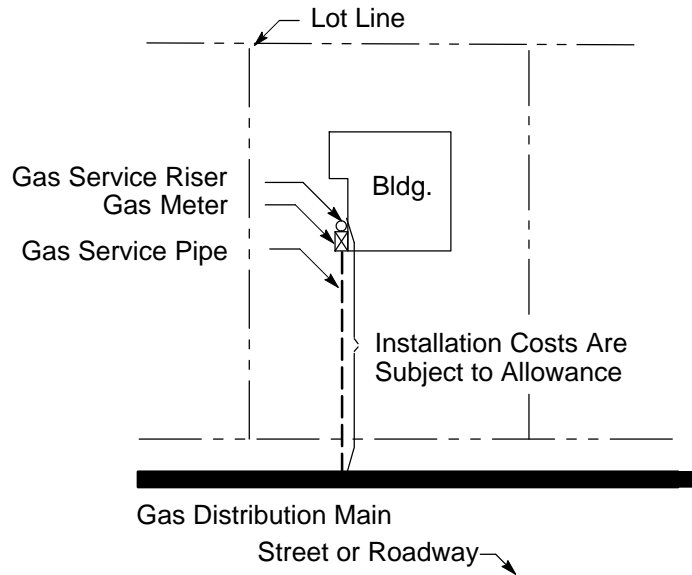 Lot Line
Bldg.
Gas Service Riser
Gas Meter
Gas Service Pipe
Installation Costs Are
Subject to Allowance
Gas Distribution Main
Street or Roadway